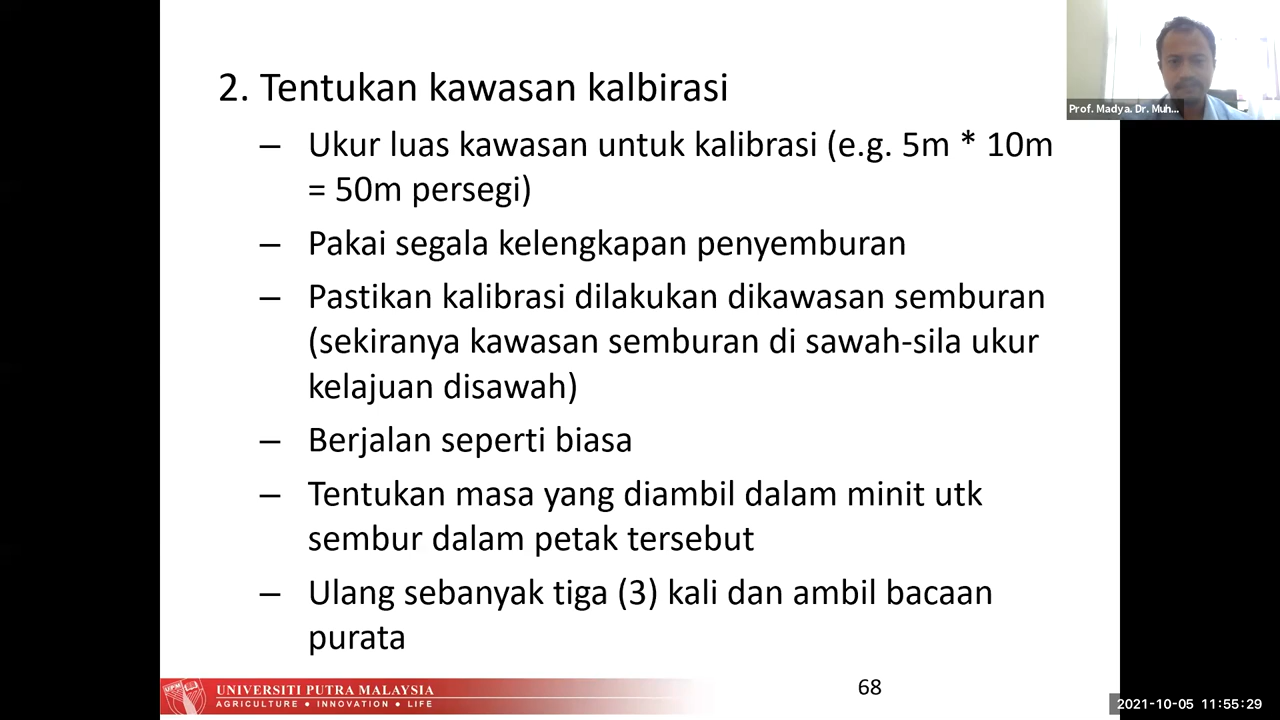 2. Tentukan kawasan kalbirasi
– Ukur luas kawasan untuk kalibrasi (e.g. 5m * 10m
= 50m persegi)
– Pakai segala kelengkapan penyemburan
– Pastikan kalibrasi dilakukan dikawasan semburan
(sekiranya kawasan semburan di sawah-sila ukur
kelajuan disawah)
– Berjalan seperti biasa
– Tentukan masa yang diambil dalam minit utk
sembur dalam petak tersebut
– Ulang sebanyak tiga (3) kali dan ambil bacaan
purata
Prof. Madya. Dr. Muh...
UPM
UNIVERSITI PUTRA MALAYSIA
AGRICULTURE • INNOVATION • LIFE
68
2021-10-05 11:55:29